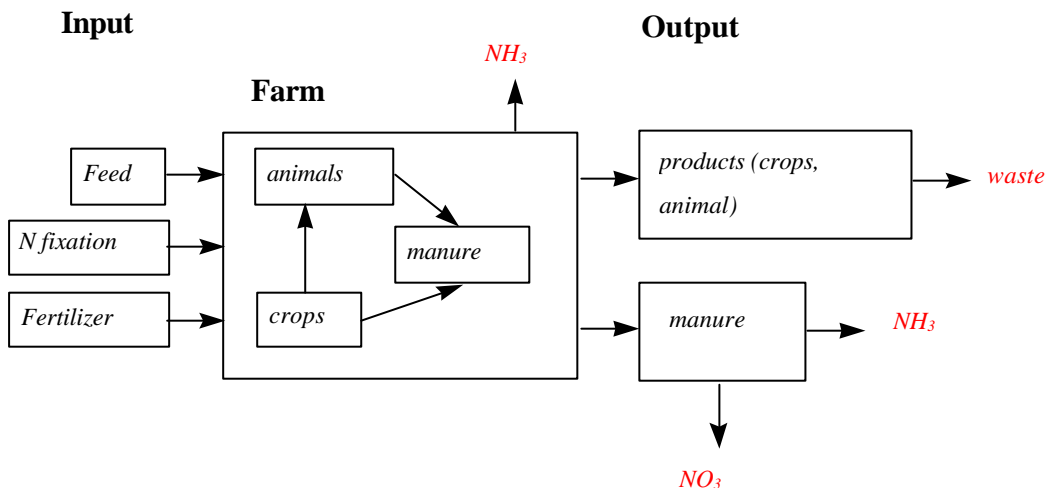 Input
Output
NH₃
Farm
Feed
animals
products (crops,
animal)
waste
N fixation
manure
Fertilizer
crops
manure
NH₃
NO₃